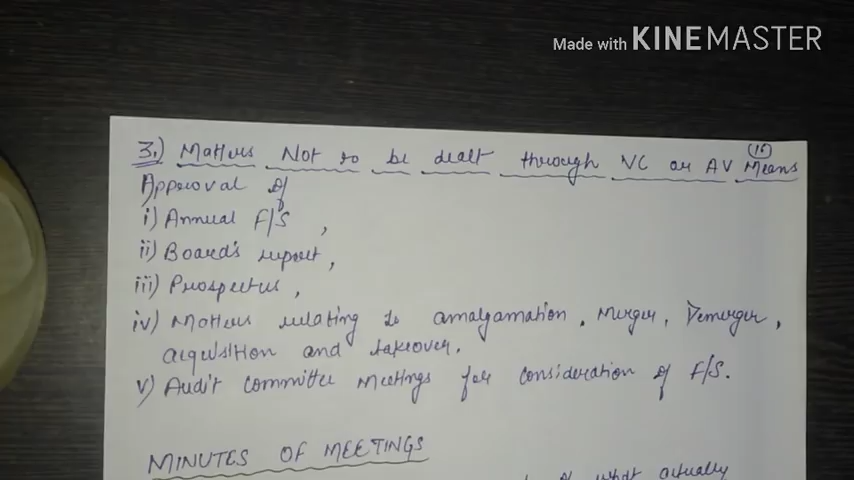 Made with KINEMASTER
(15)
3.) Matters Not to be dealt through VC or AV Means
Approval of
i) Annual F/S ,
ii) Board's report ,
iii) Prospectus ,
iv) Matters relating to amalgamation , Merger , Demerger ,
acquisition and takeover .
v) Audit committee Meetings for consideration of F/S .
MINUTES OF MEETINGS
of what actually